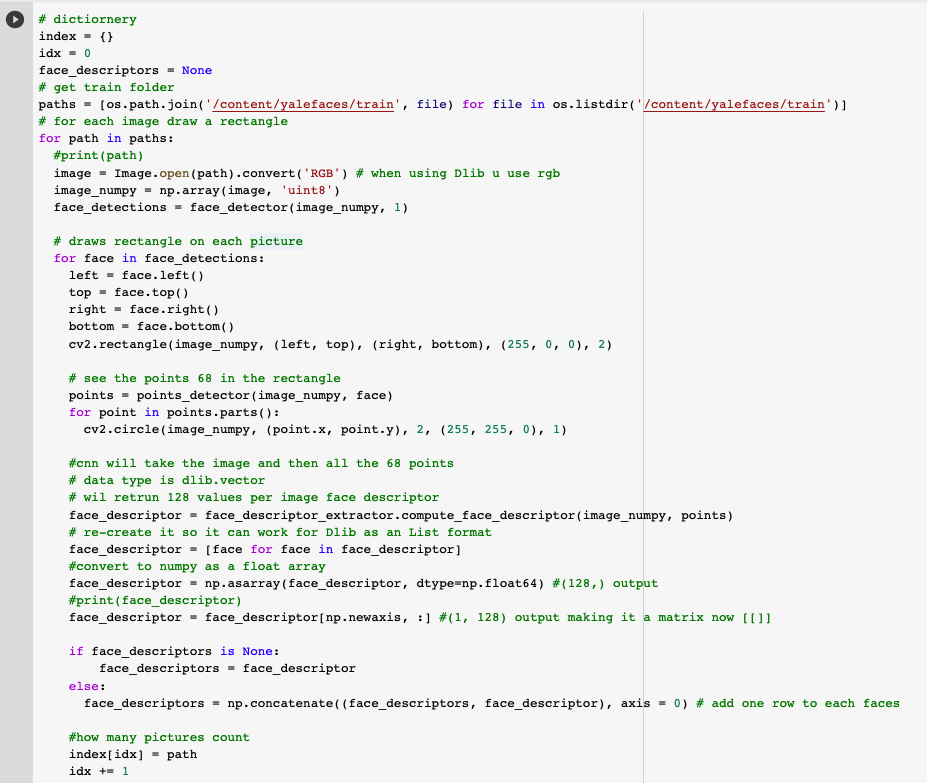 # dictiornery
index = {}
idx = 0
face_descriptors = None
# get train folder
paths = [os.path.join('/content/yalefaces/train', file) for file in os.listdir('/content/yalefaces/train')]
# for each image draw a rectangle
for path in paths:
  #print(path)
  image = Image.open(path).convert('RGB') # when using Dlib u use rgb
  image_numpy = np.array(image, 'uint8')
  face_detections = face_detector(image_numpy, 1)

  # draws rectangle on each picture
  for face in face_detections:
    left = face.left()
    top = face.top()
    right = face.right()
    bottom = face.bottom()
    cv2.rectangle(image_numpy, (left, top), (right, bottom), (255, 0, 0), 2)

    # see the points 68 in the rectangle
    points = points_detector(image_numpy, face)
    for point in points.parts():
      cv2.circle(image_numpy, (point.x, point.y), 2, (255, 255, 0), 1)

    #cnn will take the image and then all the 68 points
    # data type is dlib.vector
    # wil retrun 128 values per image face descriptor
    face_descriptor = face_descriptor_extractor.compute_face_descriptor(image_numpy, points)
    # re-create it so it can work for Dlib as an List format
    face_descriptor = [face for face in face_descriptor]
    #convert to numpy as a float array
    face_descriptor = np.asarray(face_descriptor, dtype=np.float64) #(128,) output
    #print(face_descriptor)
    face_descriptor = face_descriptor[np.newaxis, :] #(1, 128) output making it a matrix now [[]]

    if face_descriptors is None:
        face_descriptors = face_descriptor
    else:
      face_descriptors = np.concatenate((face_descriptors, face_descriptor), axis = 0) # add one row to each faces

    #how many pictures count
    index[idx] = path
    idx += 1